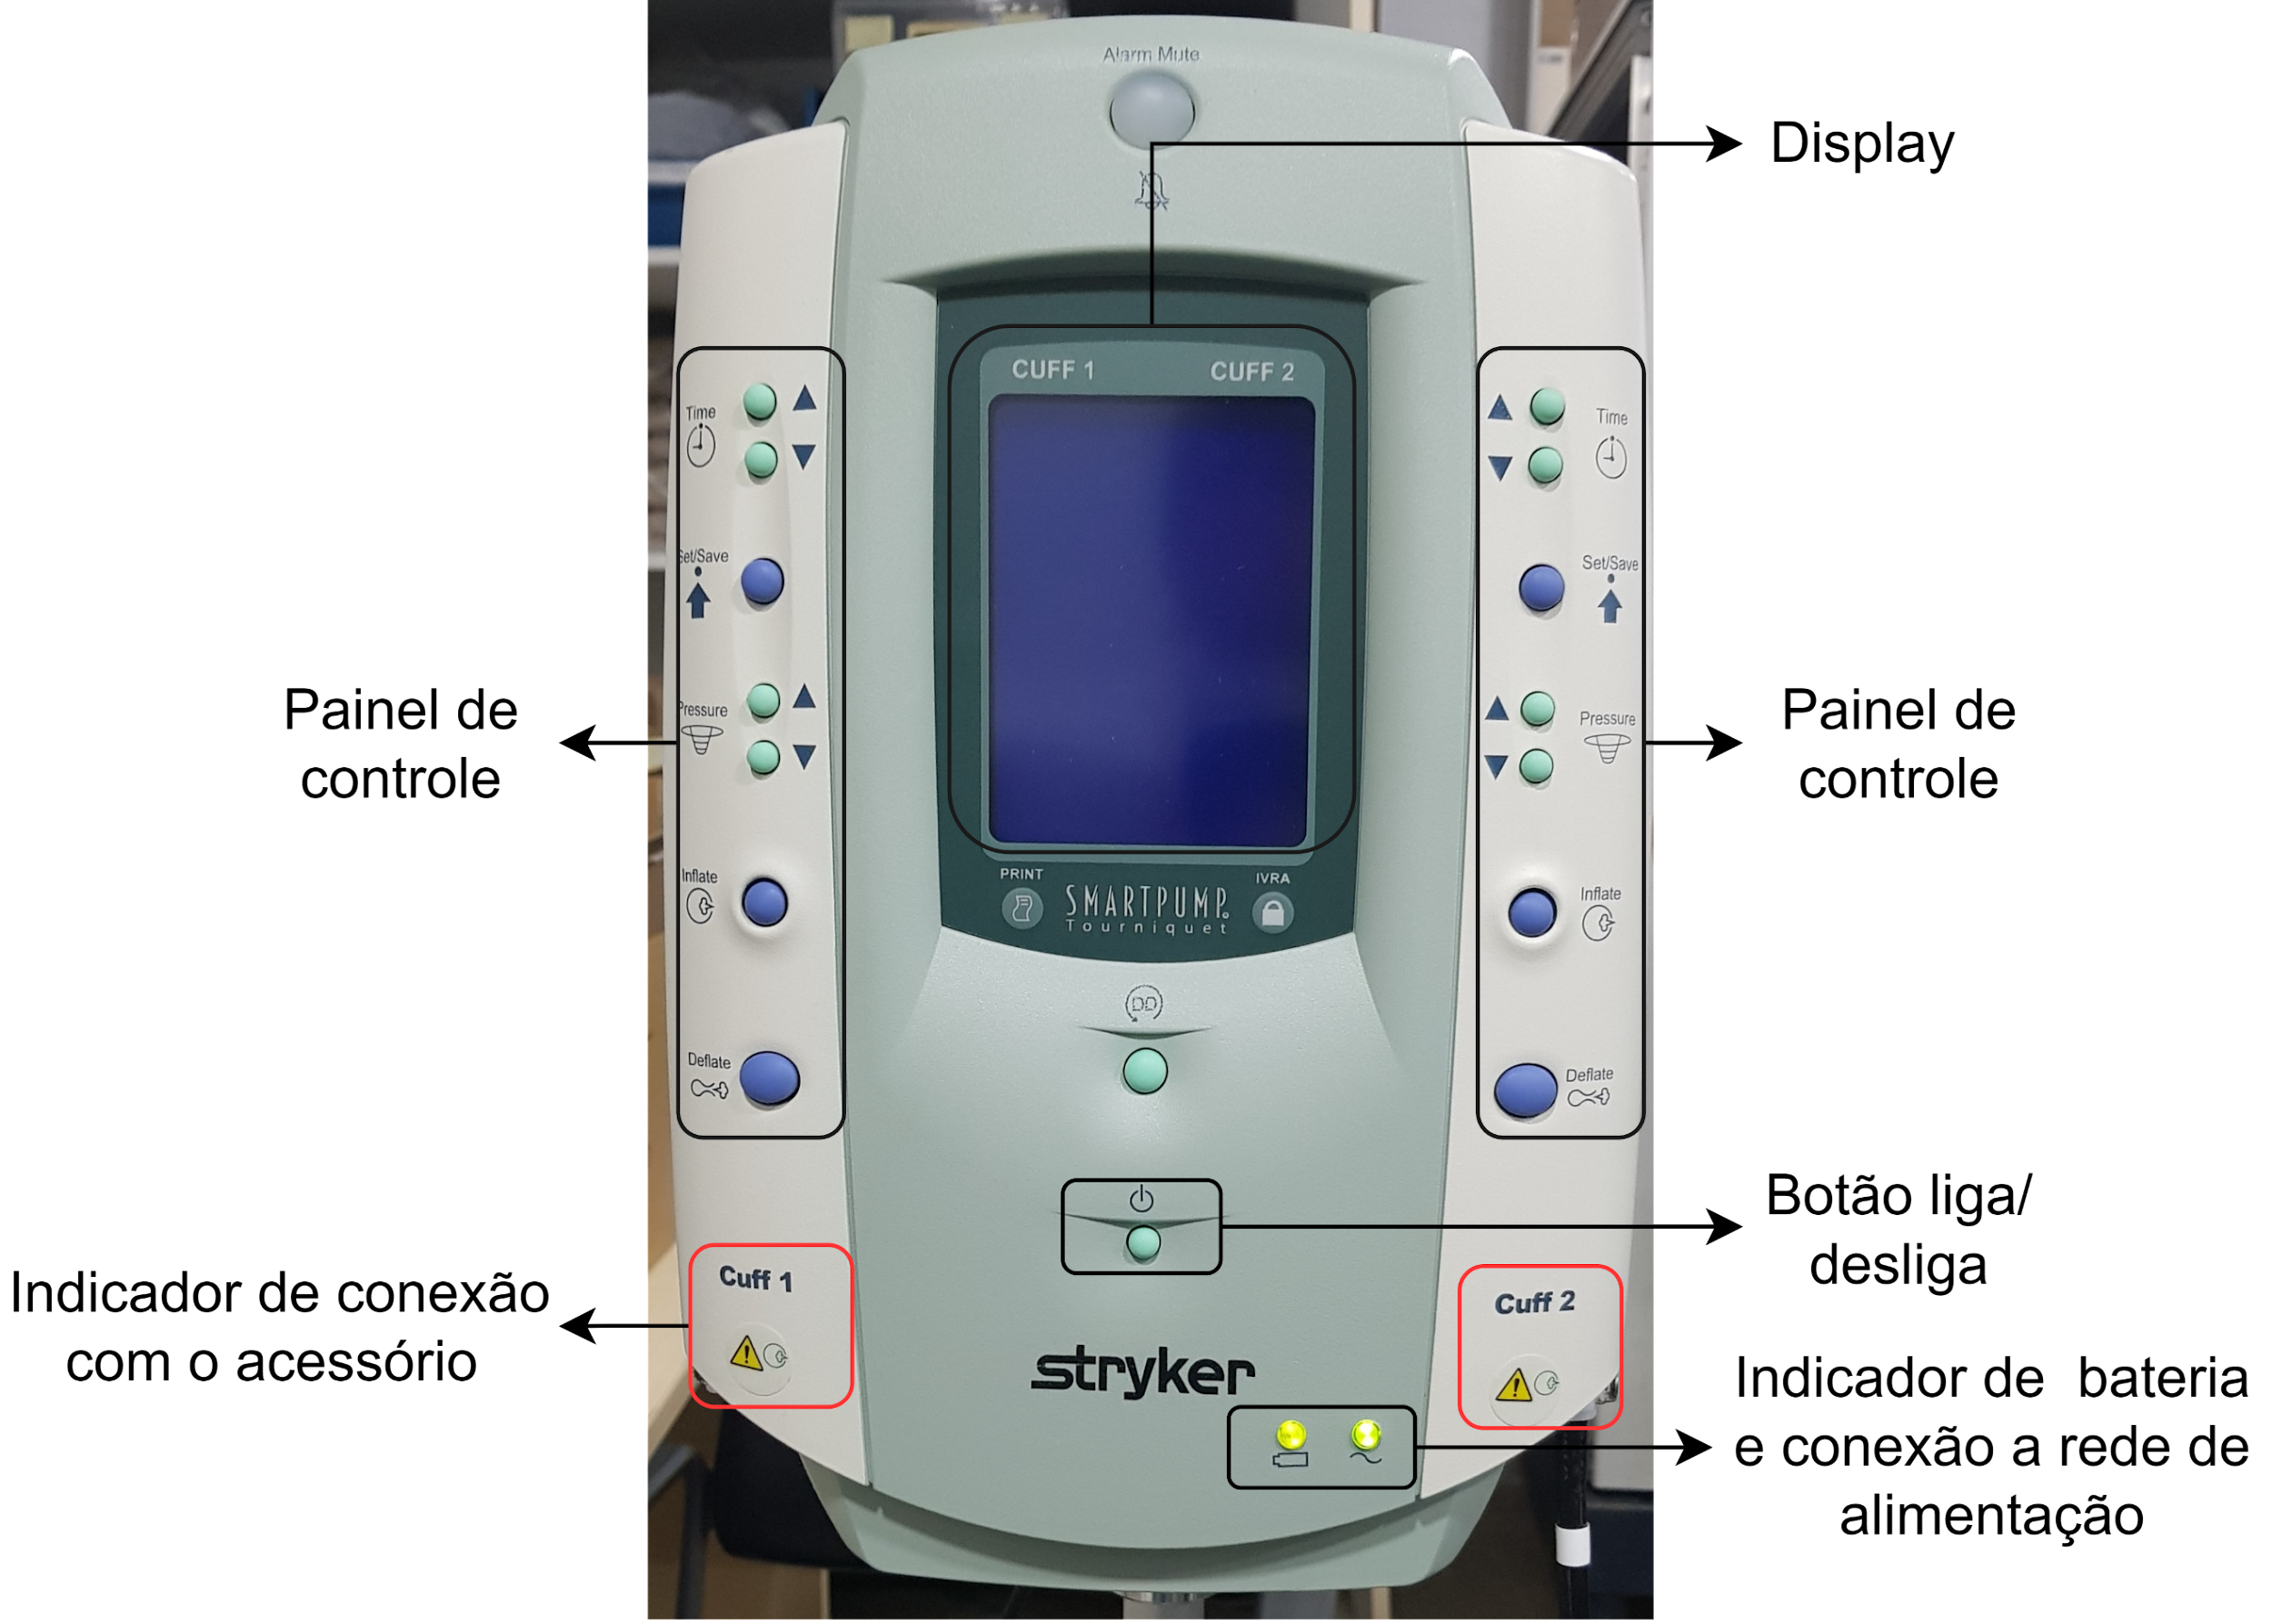 Alarm Mute
Display
CUFF 1 CUFF 2
Time
Time
Set/Save
Set/Save
Painel de
controle
Pressure
Pressure
Painel de
controle
Inflate
PRINT
SMARTPUMP®
Tourniquet
IVRA
Inflate
DD
Deflate
Deflate
Botão liga/
desliga
Indicador de conexão
com o acessório
Cuff 1
Cuff 2
stryker
Indicador de bateria
e conexão a rede de
alimentação